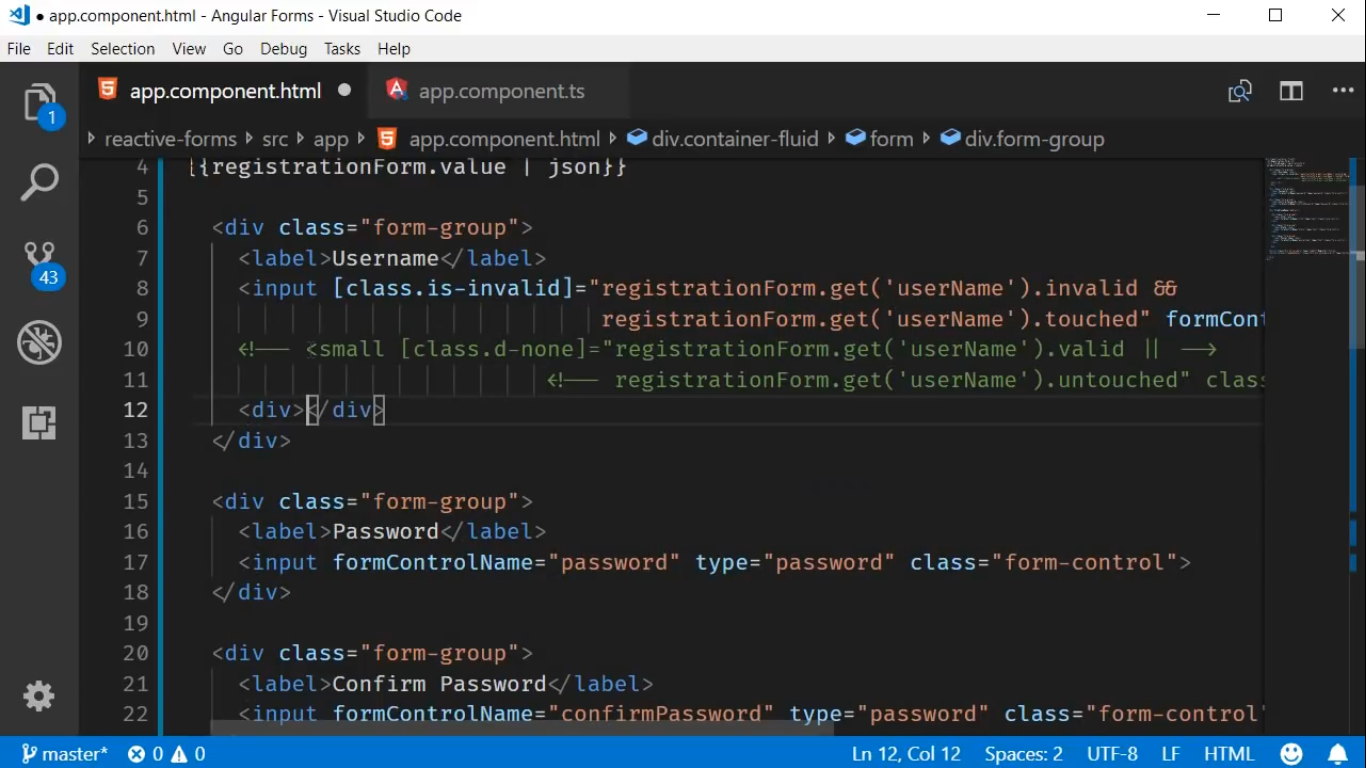 app.component.html - Angular Forms - Visual Studio Code
File Edit Selection View Go Debug Tasks Help
1
app.component.html app.component.ts
reactive-forms src app app.component.html div.container-fluid form div.form-group
4 {{registrationForm.value | json}}
5
6 <div class="form-group">
7 <label>Username</label>
43
8 <input [class.is-invalid]="registrationForm.get('userName').invalid &&
9 registrationForm.get('userName').touched" formCont
10 <!-- <small [class.d-none]="registrationForm.get('userName').valid || -->
11 <!-- registrationForm.get('userName').untouched" class
12 <div></div>
13 </div>
14
15 <div class="form-group">
16 <label>Password</label>
17 <input formControlName="password" type="password" class="form-control">
18 </div>
19
20 <div class="form-group">
21 <label>Confirm Password</label>
22 <input formControlName="confirmPassword" type="password" class="form-control"
master* 0 0 Ln 12, Col 12 Spaces: 2 UTF-8 LF HTML